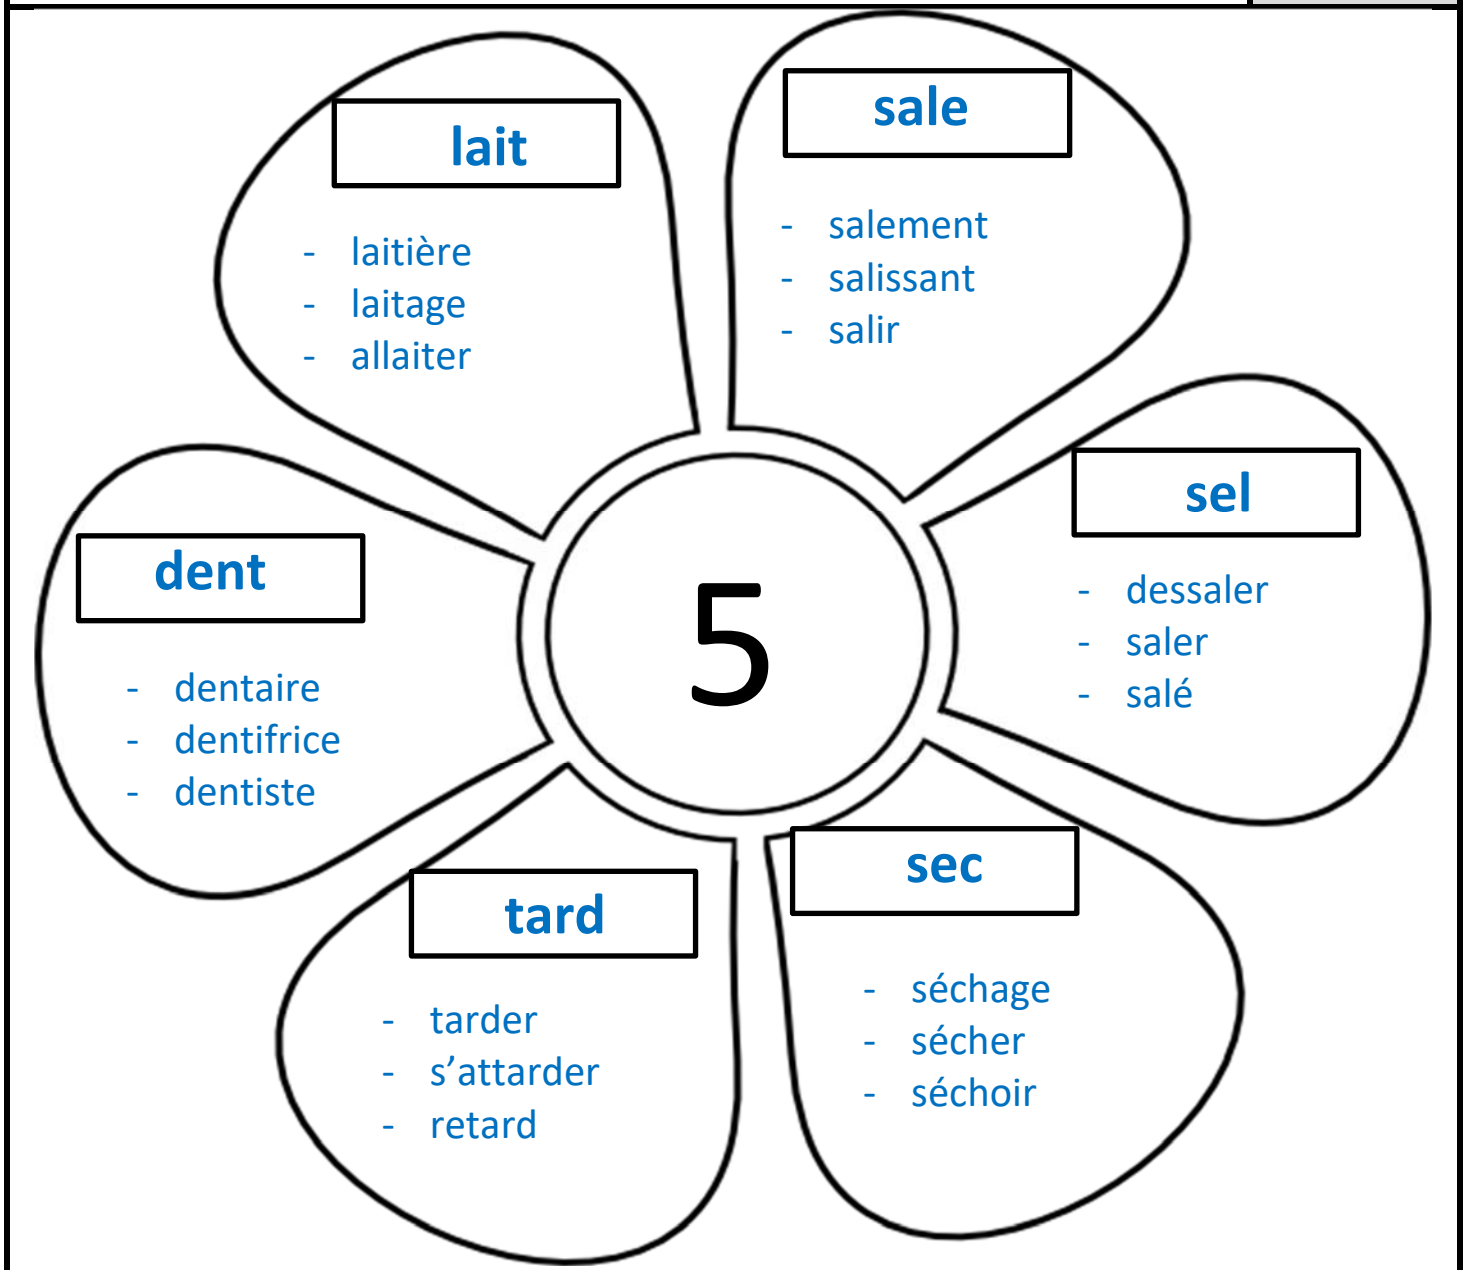 lait
- laitière
- laitage
- allaiter
sale
- salement
- salissant
- salir
sel
- dessaler
- saler
- salé
dent
- dentaire
- dentifrice
- dentiste
5
tard
- tarder
- s’attarder
- retard
sec
- séchage
- sécher
- séchoir